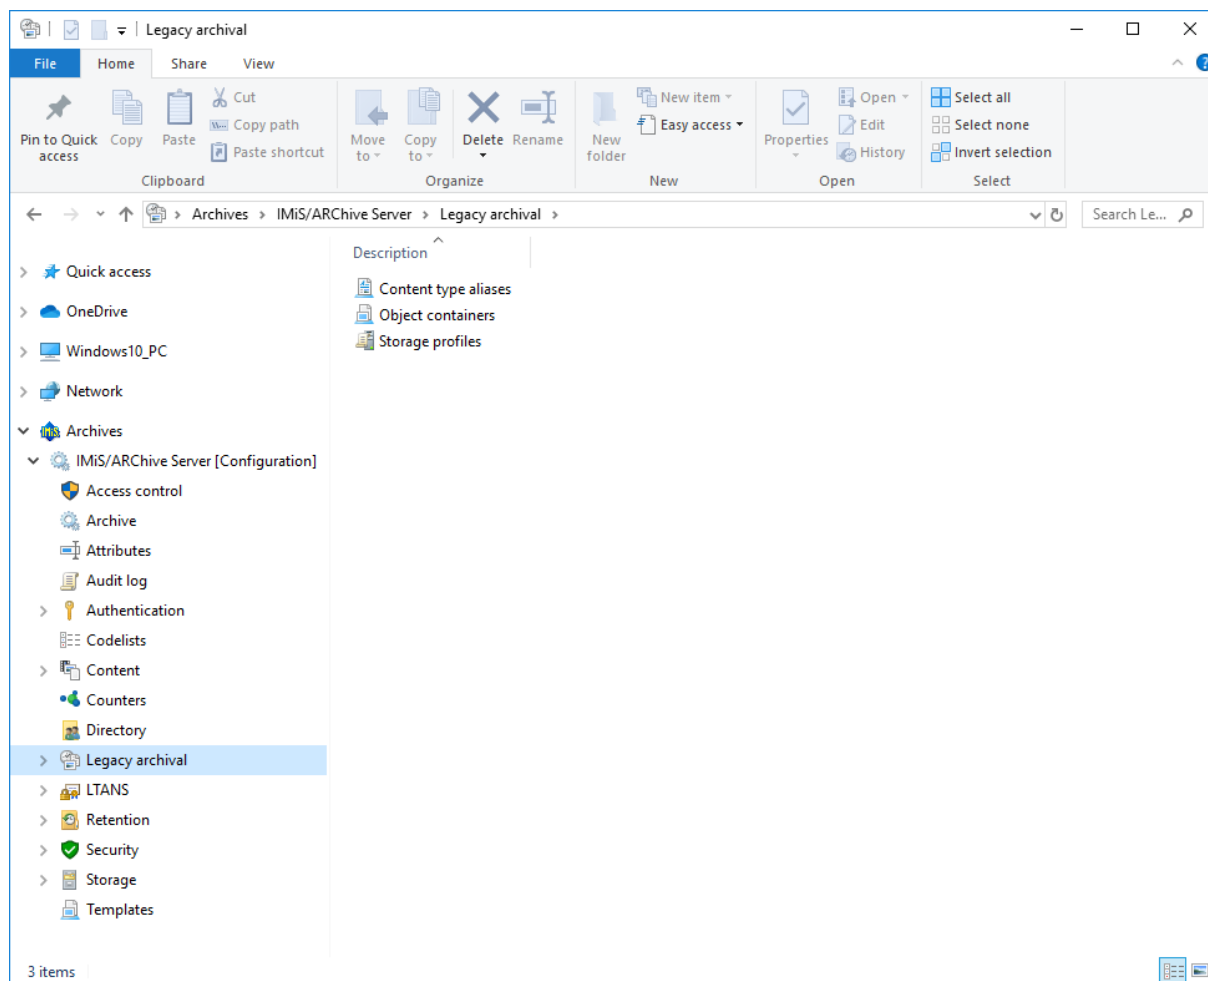 Legacy archival
File Home Share View
Pin to Quick access
Copy
Paste
Cut
Copy path
Paste shortcut
Clipboard
Move to
Copy to
Delete
Rename
Organize
New folder
New item
Easy access
New
Properties
Open
Edit
History
Open
Select all
Select none
Invert selection
Select
Archives > IMiS/ARChive Server > Legacy archival >
Search Le...
Description
Content type aliases
Object containers
Storage profiles
Quick access
OneDrive
Windows10_PC
Network
Archives
IMiS/ARChive Server [Configuration]
Access control
Archive
Attributes
Audit log
Authentication
Codelists
Content
Counters
Directory
Legacy archival
LTANS
Retention
Security
Storage
Templates
3 items